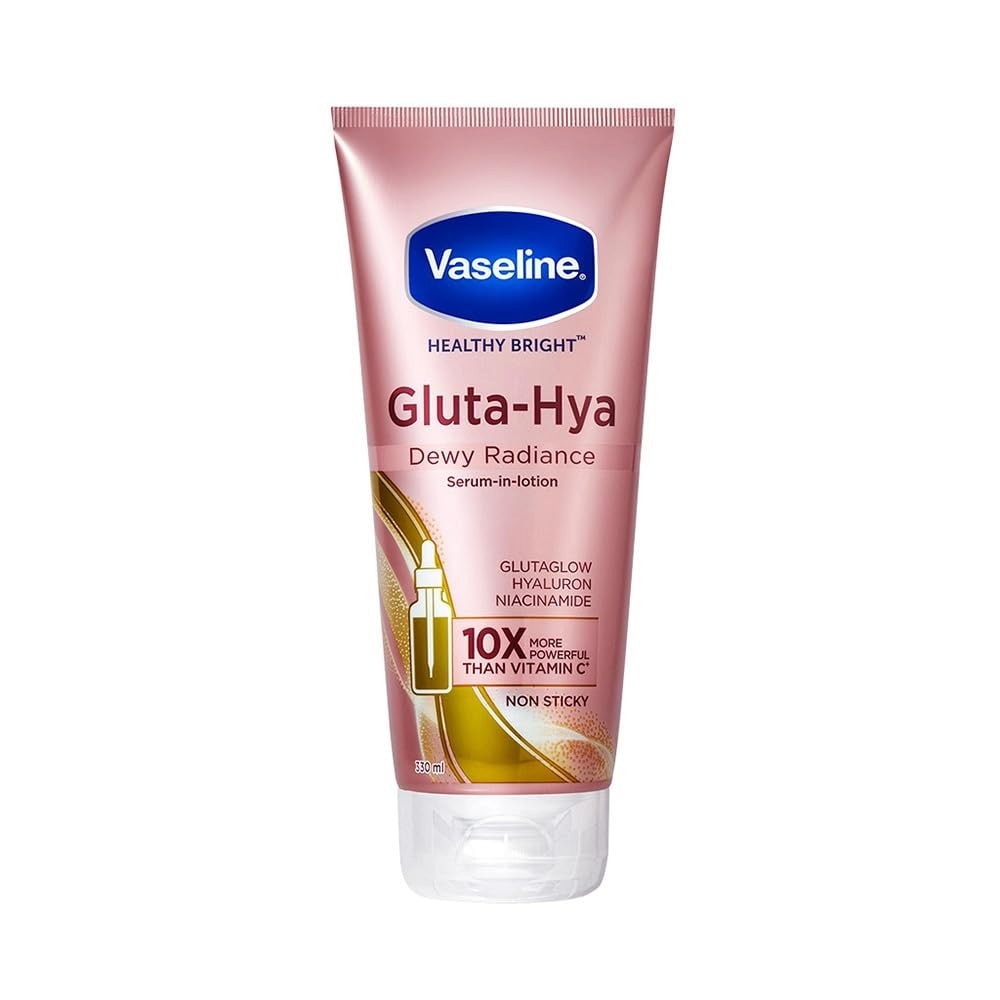 Vaseline®
HEALTHY BRIGHT™
Gluta-Hya
Dewy Radiance
Serum-in-lotion
GLUTAGLOW
HYALURON
NIACINAMIDE
10X MORE
POWERFUL
THAN VITAMIN C*
NON STICKY
330 ml